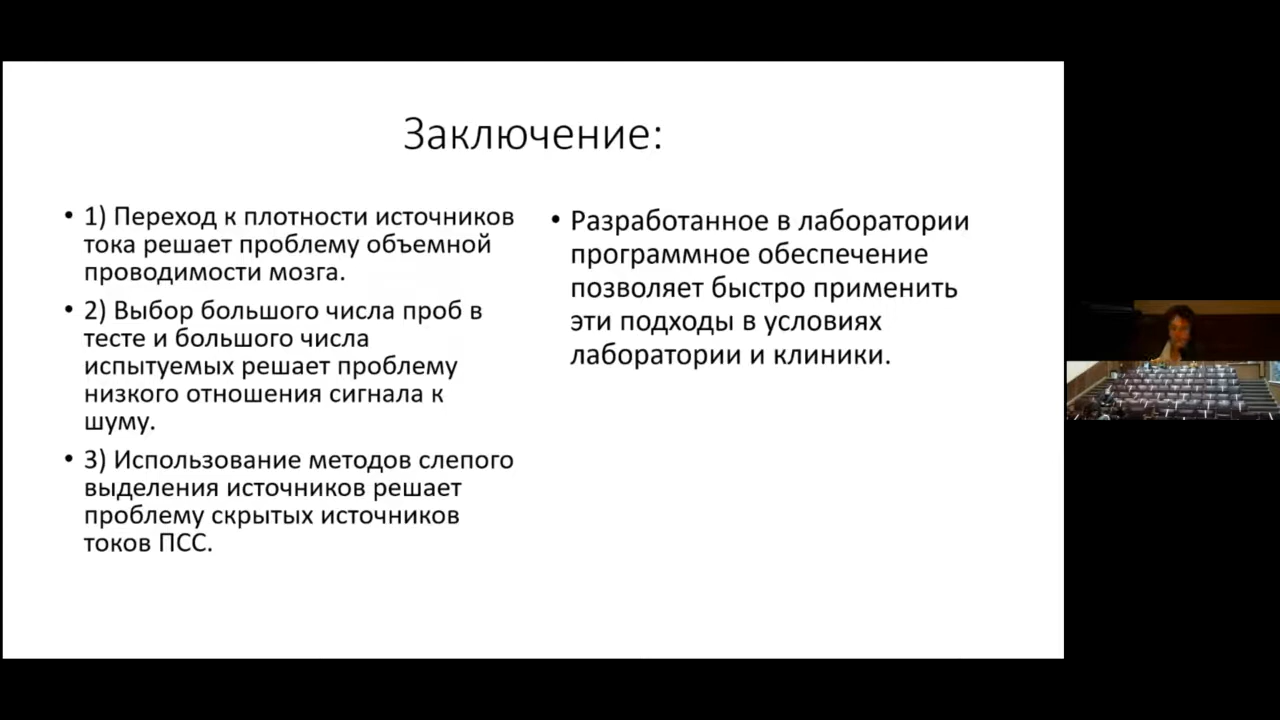 Заключение:
• 1) Переход к плотности источников
тока решает проблему объемной
проводимости мозга.
• 2) Выбор большого числа проб в
тесте и большого числа
испытуемых решает проблему
низкого отношения сигнала к
шуму.
• 3) Использование методов слепого
выделения источников решает
проблему скрытых источников
токов ПСС.
• Разработанное в лаборатории
программное обеспечение
позволяет быстро применить
эти подходы в условиях
лаборатории и клиники.